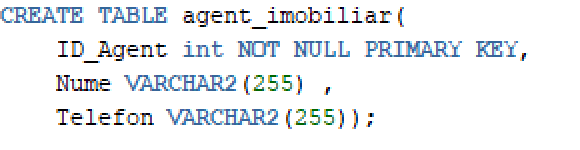 CREATE TABLE agent_imobiliar(
ID_Agent int NOT NULL PRIMARY KEY,
Nume VARCHAR2(255) ,
Telefon VARCHAR2(255));